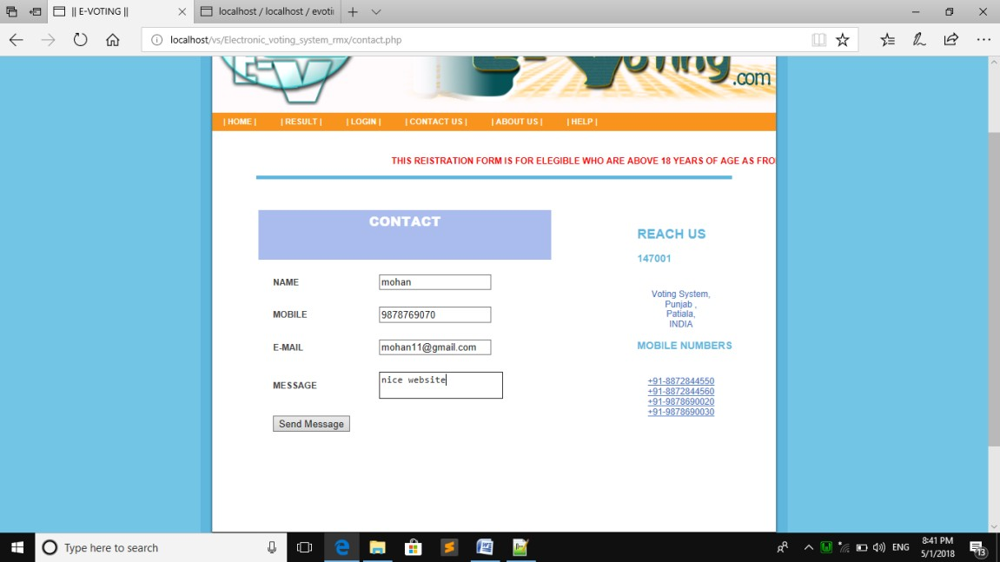 || E-VOTING ||
localhost / localhost / evoti
localhost/vs/Electronic_voting_system_rmx/contact.php
E-V
E-Voting
.com
| HOME | | RESULT | | LOGIN | | CONTACT US | | ABOUT US | | HELP |
THIS REISTRATION FORM IS FOR ELEGIBLE WHO ARE ABOVE 18 YEARS OF AGE AS FRO
CONTACT
NAME mohan
MOBILE 9878769070
E-MAIL mohan11@gmail.com
MESSAGE nice website
Send Message
REACH US
147001
Voting System,
Punjab ,
Patiala,
INDIA
MOBILE NUMBERS
+91-8872844550
+91-8872844560
+91-9878690020
+91-9878690030
Type here to search
ENG
8:41 PM
5/1/2018
13